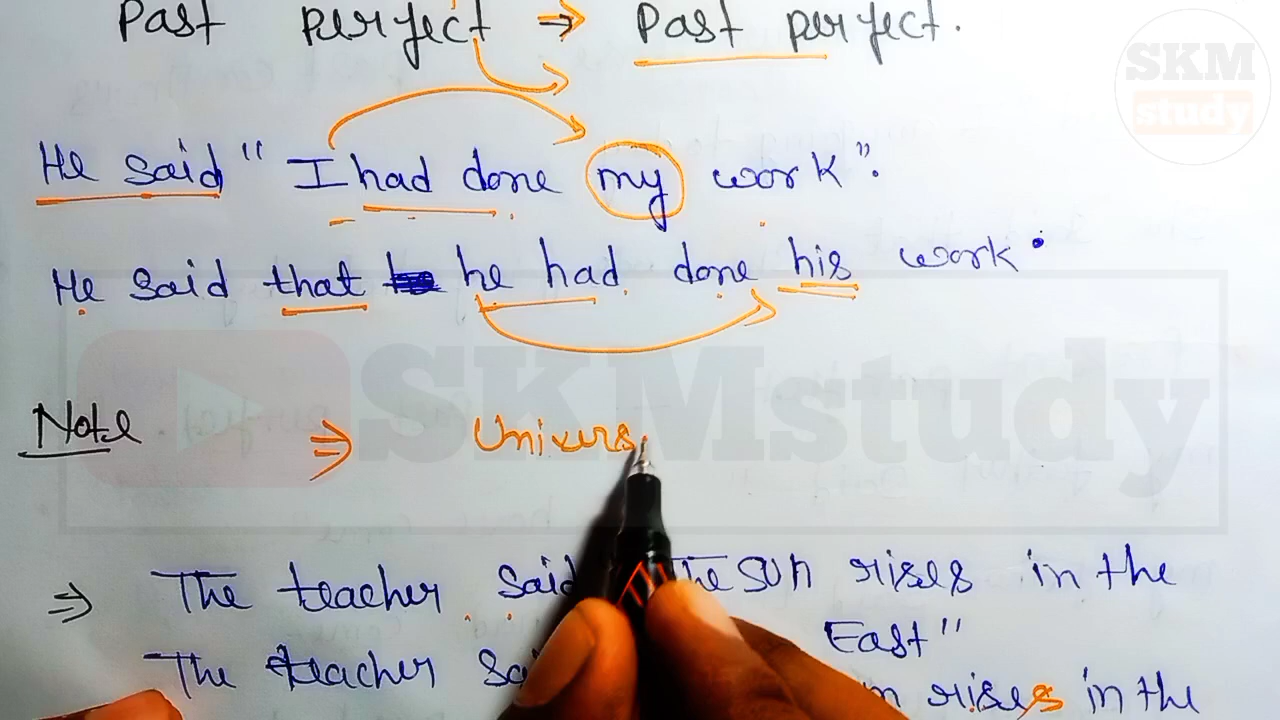 Past perfect ⇒ Past perfect.
SKM
study
He said "I had done my work".
He said that he had done his work.
SKMstudy
Note ⇒ Univers
⇒ The teacher said The sun rises in the
East"
The teacher rises in the